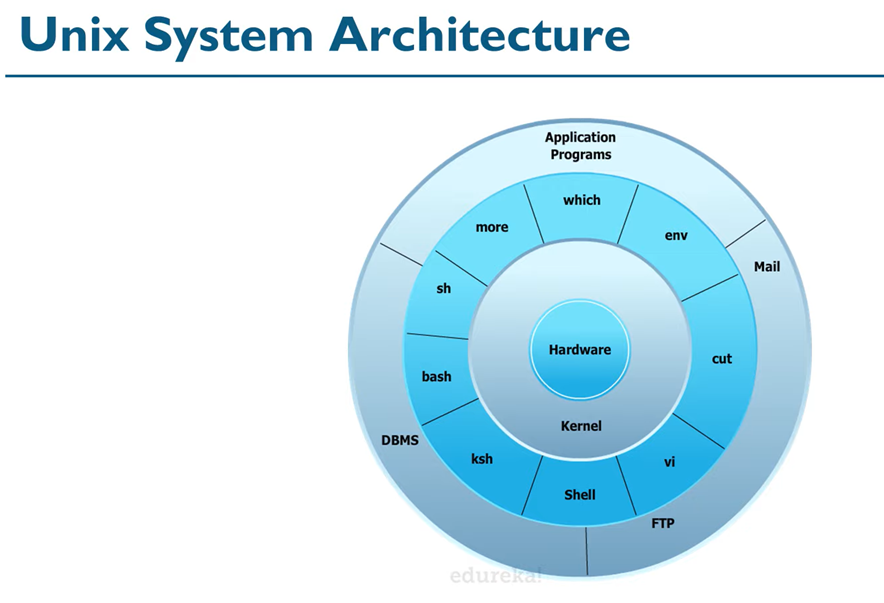 Unix System Architecture
Application
Programs
which
more
env
Mail
sh
Hardware
cut
bash
Kernel
DBMS
ksh
vi
Shell
FTP
edureka!